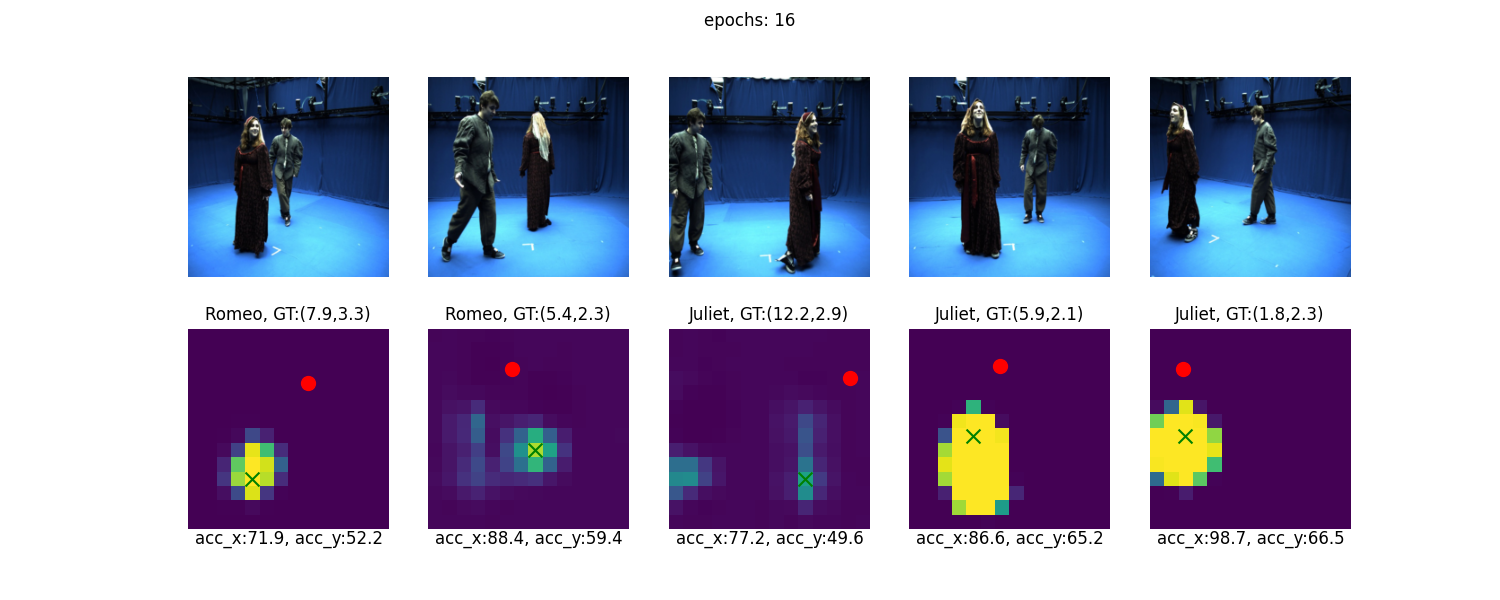 epochs: 16
Romeo, GT:(7.9,3.3)
Romeo, GT:(5.4,2.3)
Juliet, GT:(12.2,2.9)
Juliet, GT:(5.9,2.1)
Juliet, GT:(1.8,2.3)
acc_x:71.9, acc_y:52.2
acc_x:88.4, acc_y:59.4
acc_x:77.2, acc_y:49.6
acc_x:86.6, acc_y:65.2
acc_x:98.7, acc_y:66.5